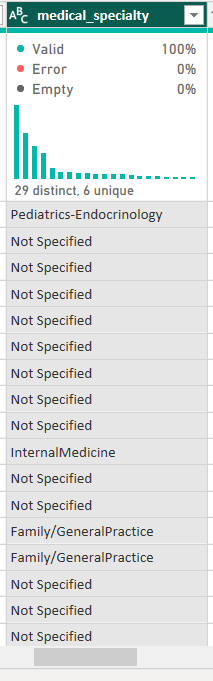 ABC medical_specialty
Valid 100%
Error 0%
Empty 0%
29 distinct, 6 unique
Pediatrics-Endocrinology
Not Specified
Not Specified
Not Specified
Not Specified
Not Specified
Not Specified
Not Specified
Not Specified
InternalMedicine
Not Specified
Not Specified
Family/GeneralPractice
Family/GeneralPractice
Not Specified
Not Specified
Not Specified